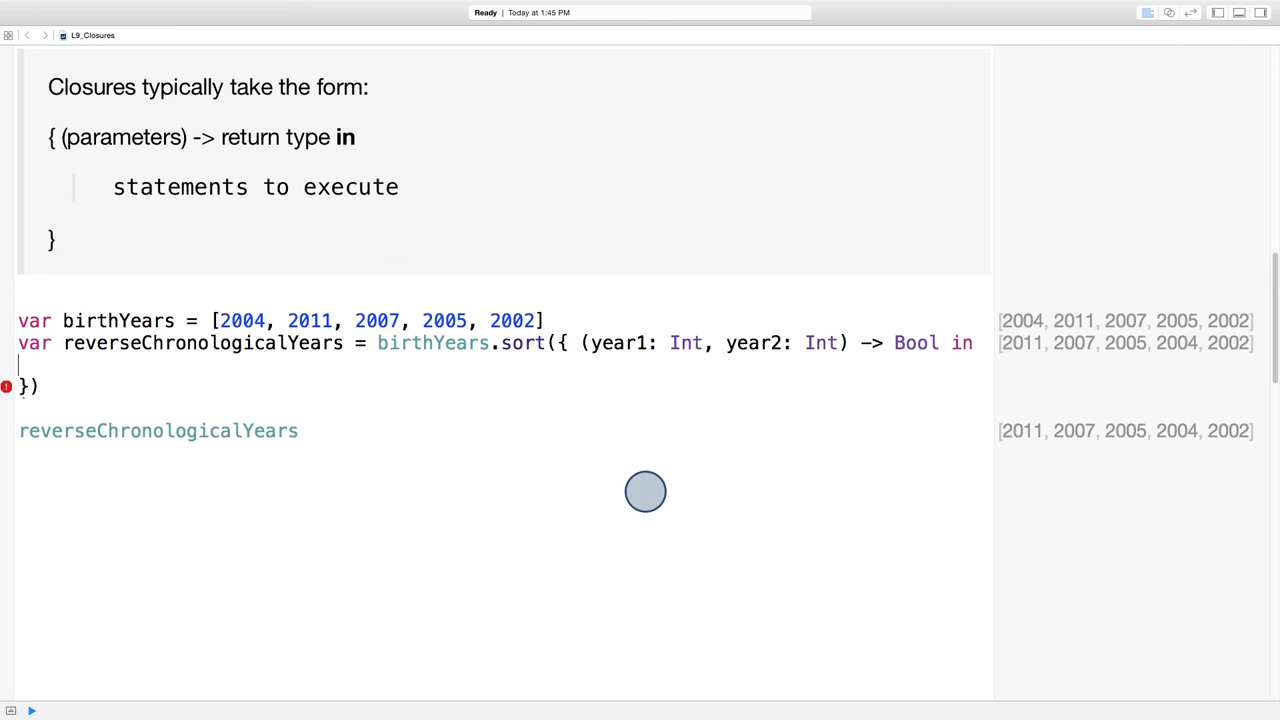 Ready | Today at 1:45 PM
L9_Closures
Closures typically take the form:
{ (parameters) -> return type in
statements to execute
}
var birthYears = [2004, 2011, 2007, 2005, 2002]
[2004, 2011, 2007, 2005, 2002]
var reverseChronologicalYears = birthYears.sort({ (year1: Int, year2: Int) -> Bool in
[2011, 2007, 2005, 2004, 2002]
})
reverseChronologicalYears
[2011, 2007, 2005, 2004, 2002]